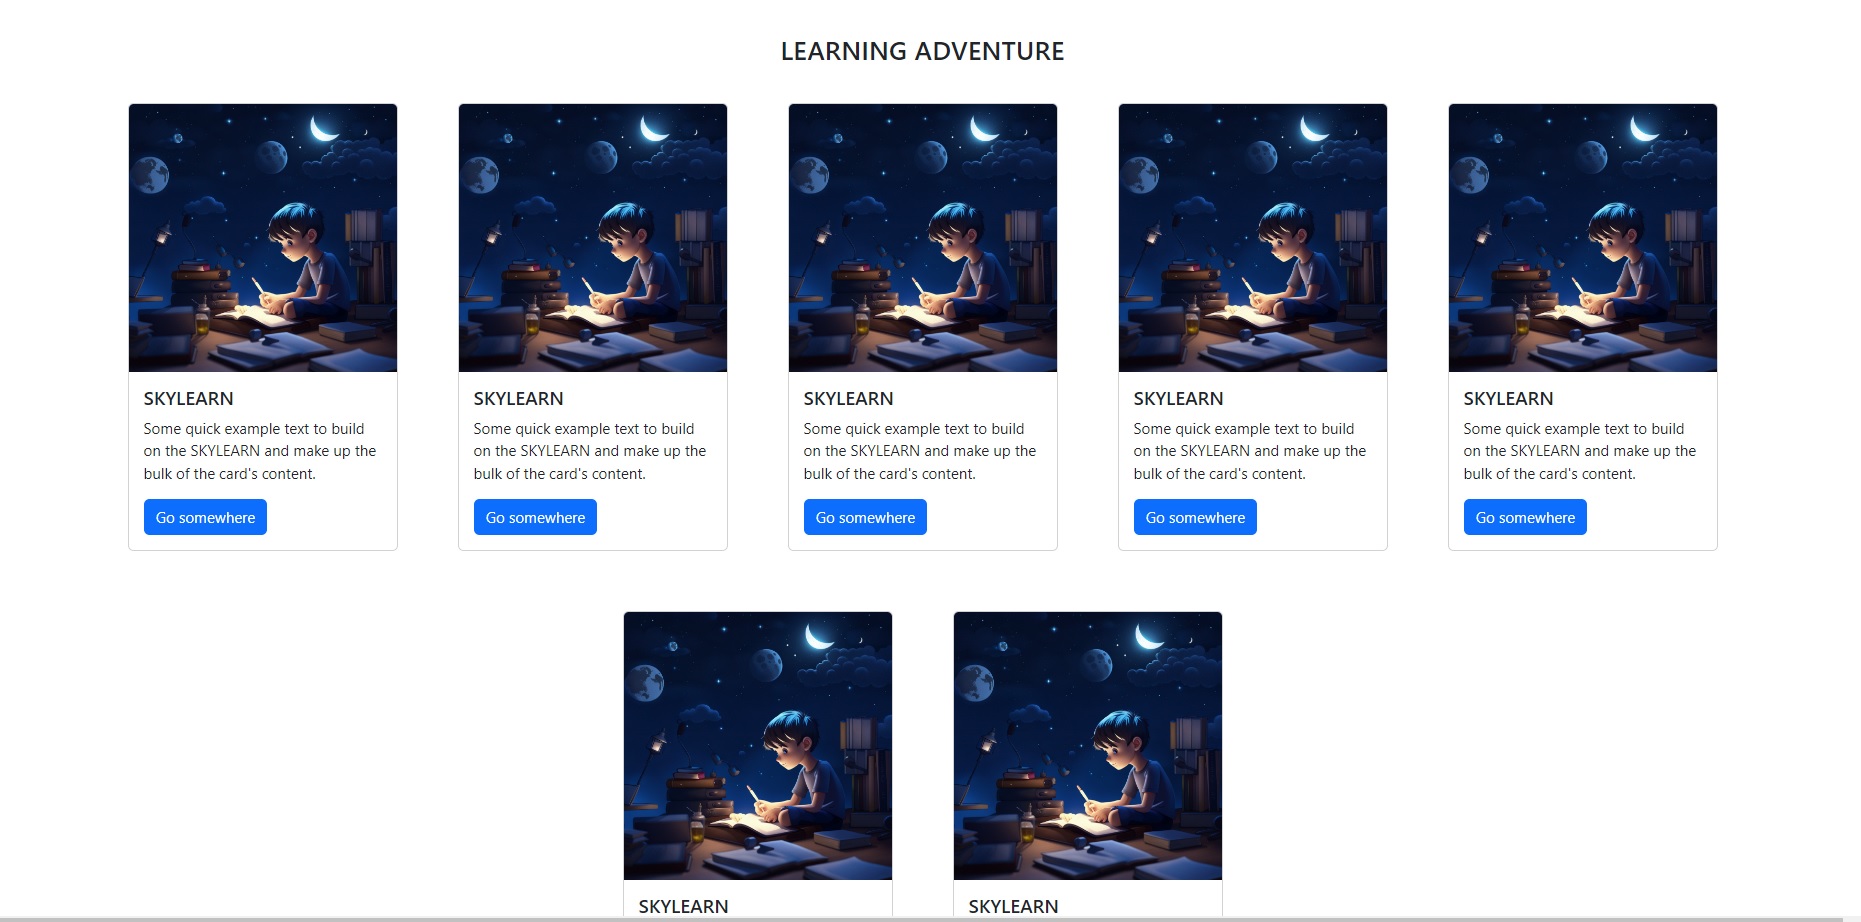 LEARNING ADVENTURE
SKYLEARN
Some quick example text to build
on the SKYLEARN and make up the
bulk of the card's content.
Go somewhere
SKYLEARN
Some quick example text to build
on the SKYLEARN and make up the
bulk of the card's content.
Go somewhere
SKYLEARN
Some quick example text to build
on the SKYLEARN and make up the
bulk of the card's content.
Go somewhere
SKYLEARN
Some quick example text to build
on the SKYLEARN and make up the
bulk of the card's content.
Go somewhere
SKYLEARN
Some quick example text to build
on the SKYLEARN and make up the
bulk of the card's content.
Go somewhere
SKYLEARN
SKYLEARN